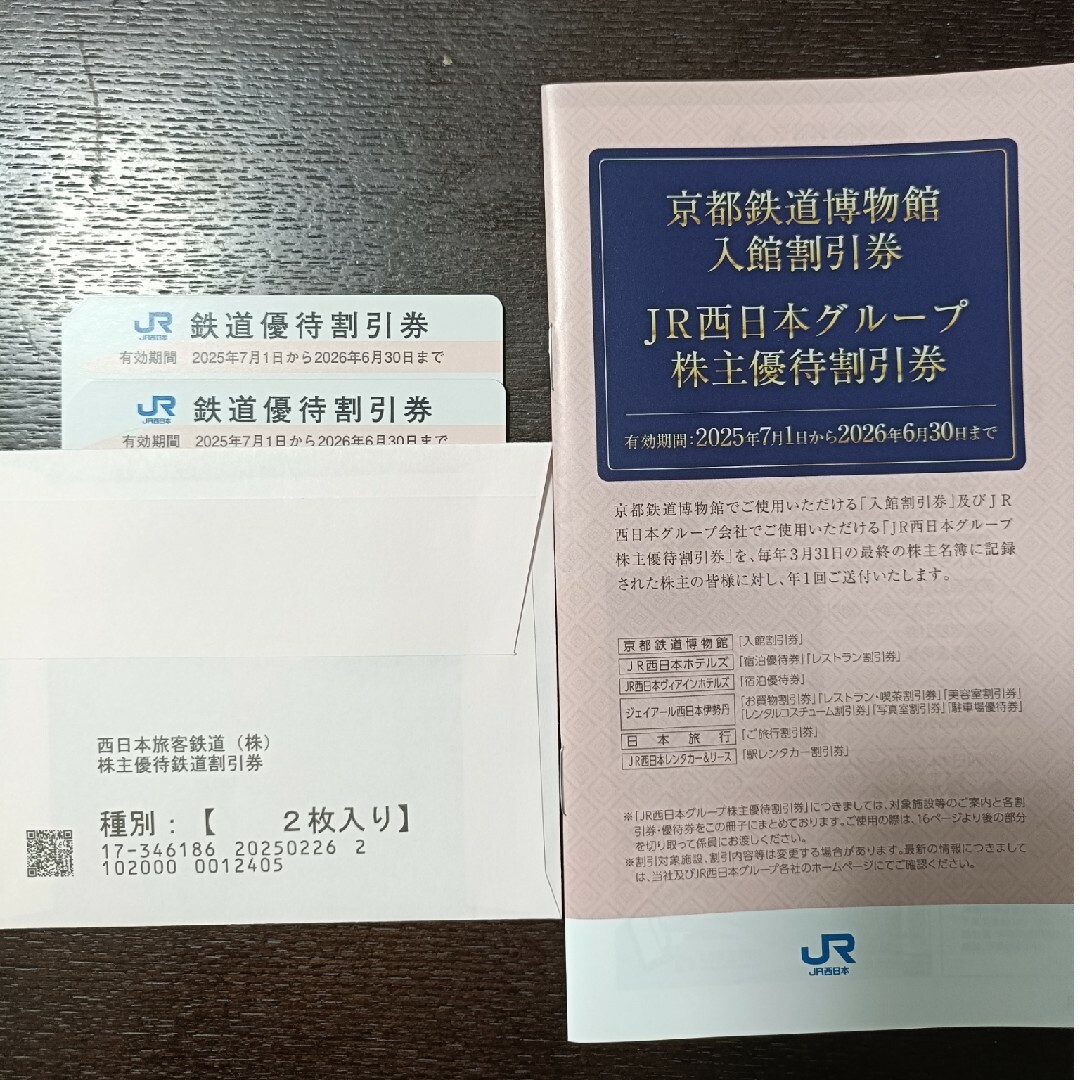 JR
JR西日本
鉄道優待割引券
有効期間 2025年7月1日から2026年6月30日まで
JR
JR西日本
鉄道優待割引券
有効期間 2025年7月1日から2026年6月30日まで
西日本旅客鉄道（株）
株主優待鉄道割引券
種別：【 2枚入り】
17-346186 20250226 2
102000 0012405
京都鉄道博物館
入館割引券
JR西日本グループ
株主優待割引券
有効期間：2025年7月1日から2026年6月30日まで
京都鉄道博物館でご使用いただける「入館割引券」及びJR
西日本グループ会社でご使用いただける「JR西日本グループ
株主優待割引券」を、毎年3月31日の最終の株主名簿に記録
された株主の皆様に対し、年1回ご送付いたします。
京都鉄道博物館 「入館割引券」
JR西日本ホテルズ 「宿泊優待券」「レストラン割引券」
JR西日本ヴィアインホテルズ 「宿泊優待券」
ジェイアール西日本伊勢丹 「お買物割引券」「レストラン・喫茶割引券」「美容室割引券」
「レンタルコスチューム割引券」「写真室割引券」「駐車場優待券」
日本旅行 「ご旅行割引券」
JR西日本レンタカー&リース 「駅レンタカー割引券」
※「JR西日本グループ株主優待割引券」につきましては、対象施設等のご案内と各割
引券・優待券をこの冊子にまとめております。ご使用の際は、16ページより後の部分
を切り取って係員にお渡しください。
※割引対象施設、割引内容等は変更する場合があります。最新の情報につきまして
は、当社及びJR西日本グループ各社のホームページにてご確認ください。
JR
JR西日本